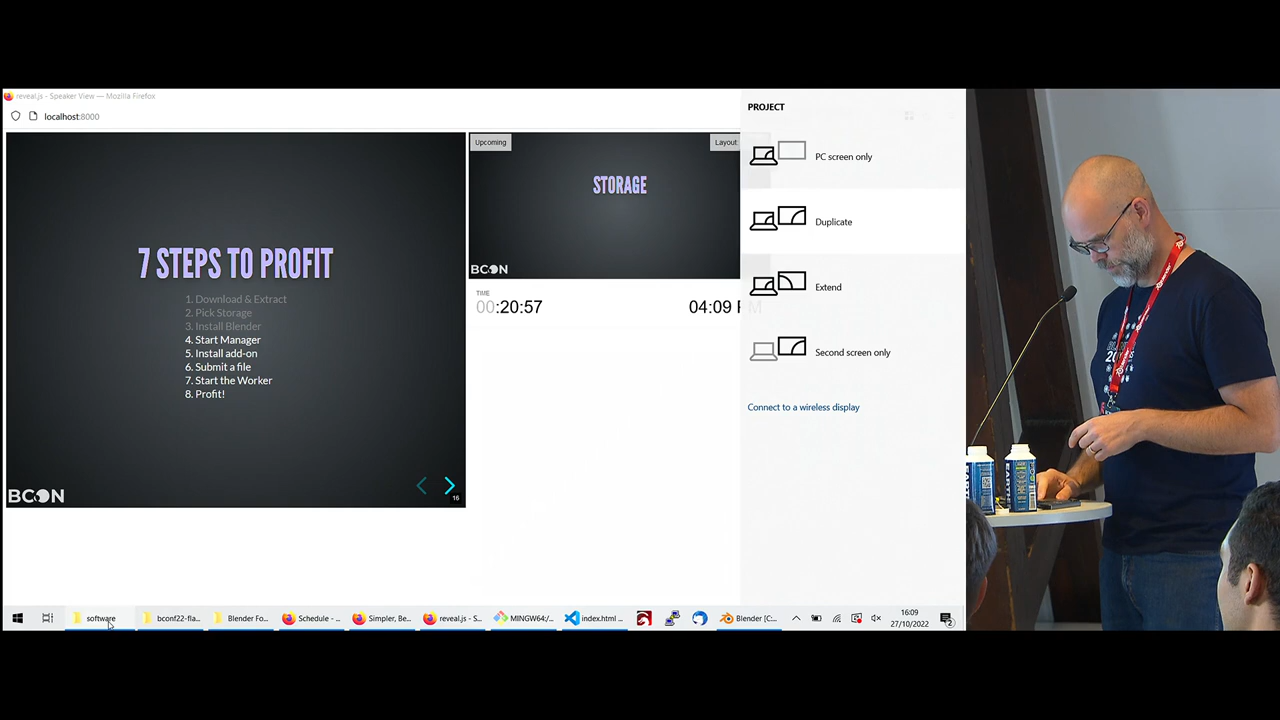 reveal.js - Speaker View — Mozilla Firefox
localhost:8000
7 STEPS TO PROFIT
1. Download & Extract
2. Pick Storage
3. Install Blender
4. Start Manager
5. Install add-on
6. Submit a file
7. Start the Worker
8. Profit!
BCON
16
Upcoming
Layout
STORAGE
BCON
TIME
00:20:57
04:09
PROJECT
PC screen only
Duplicate
Extend
Second screen only
Connect to a wireless display
software
bconf22-fla...
Blender Fo...
Schedule - ...
Simpler, Be...
reveal.js - S...
MINGW64:/...
index.html ...
Blender [C:...
16:09
27/10/2022
2